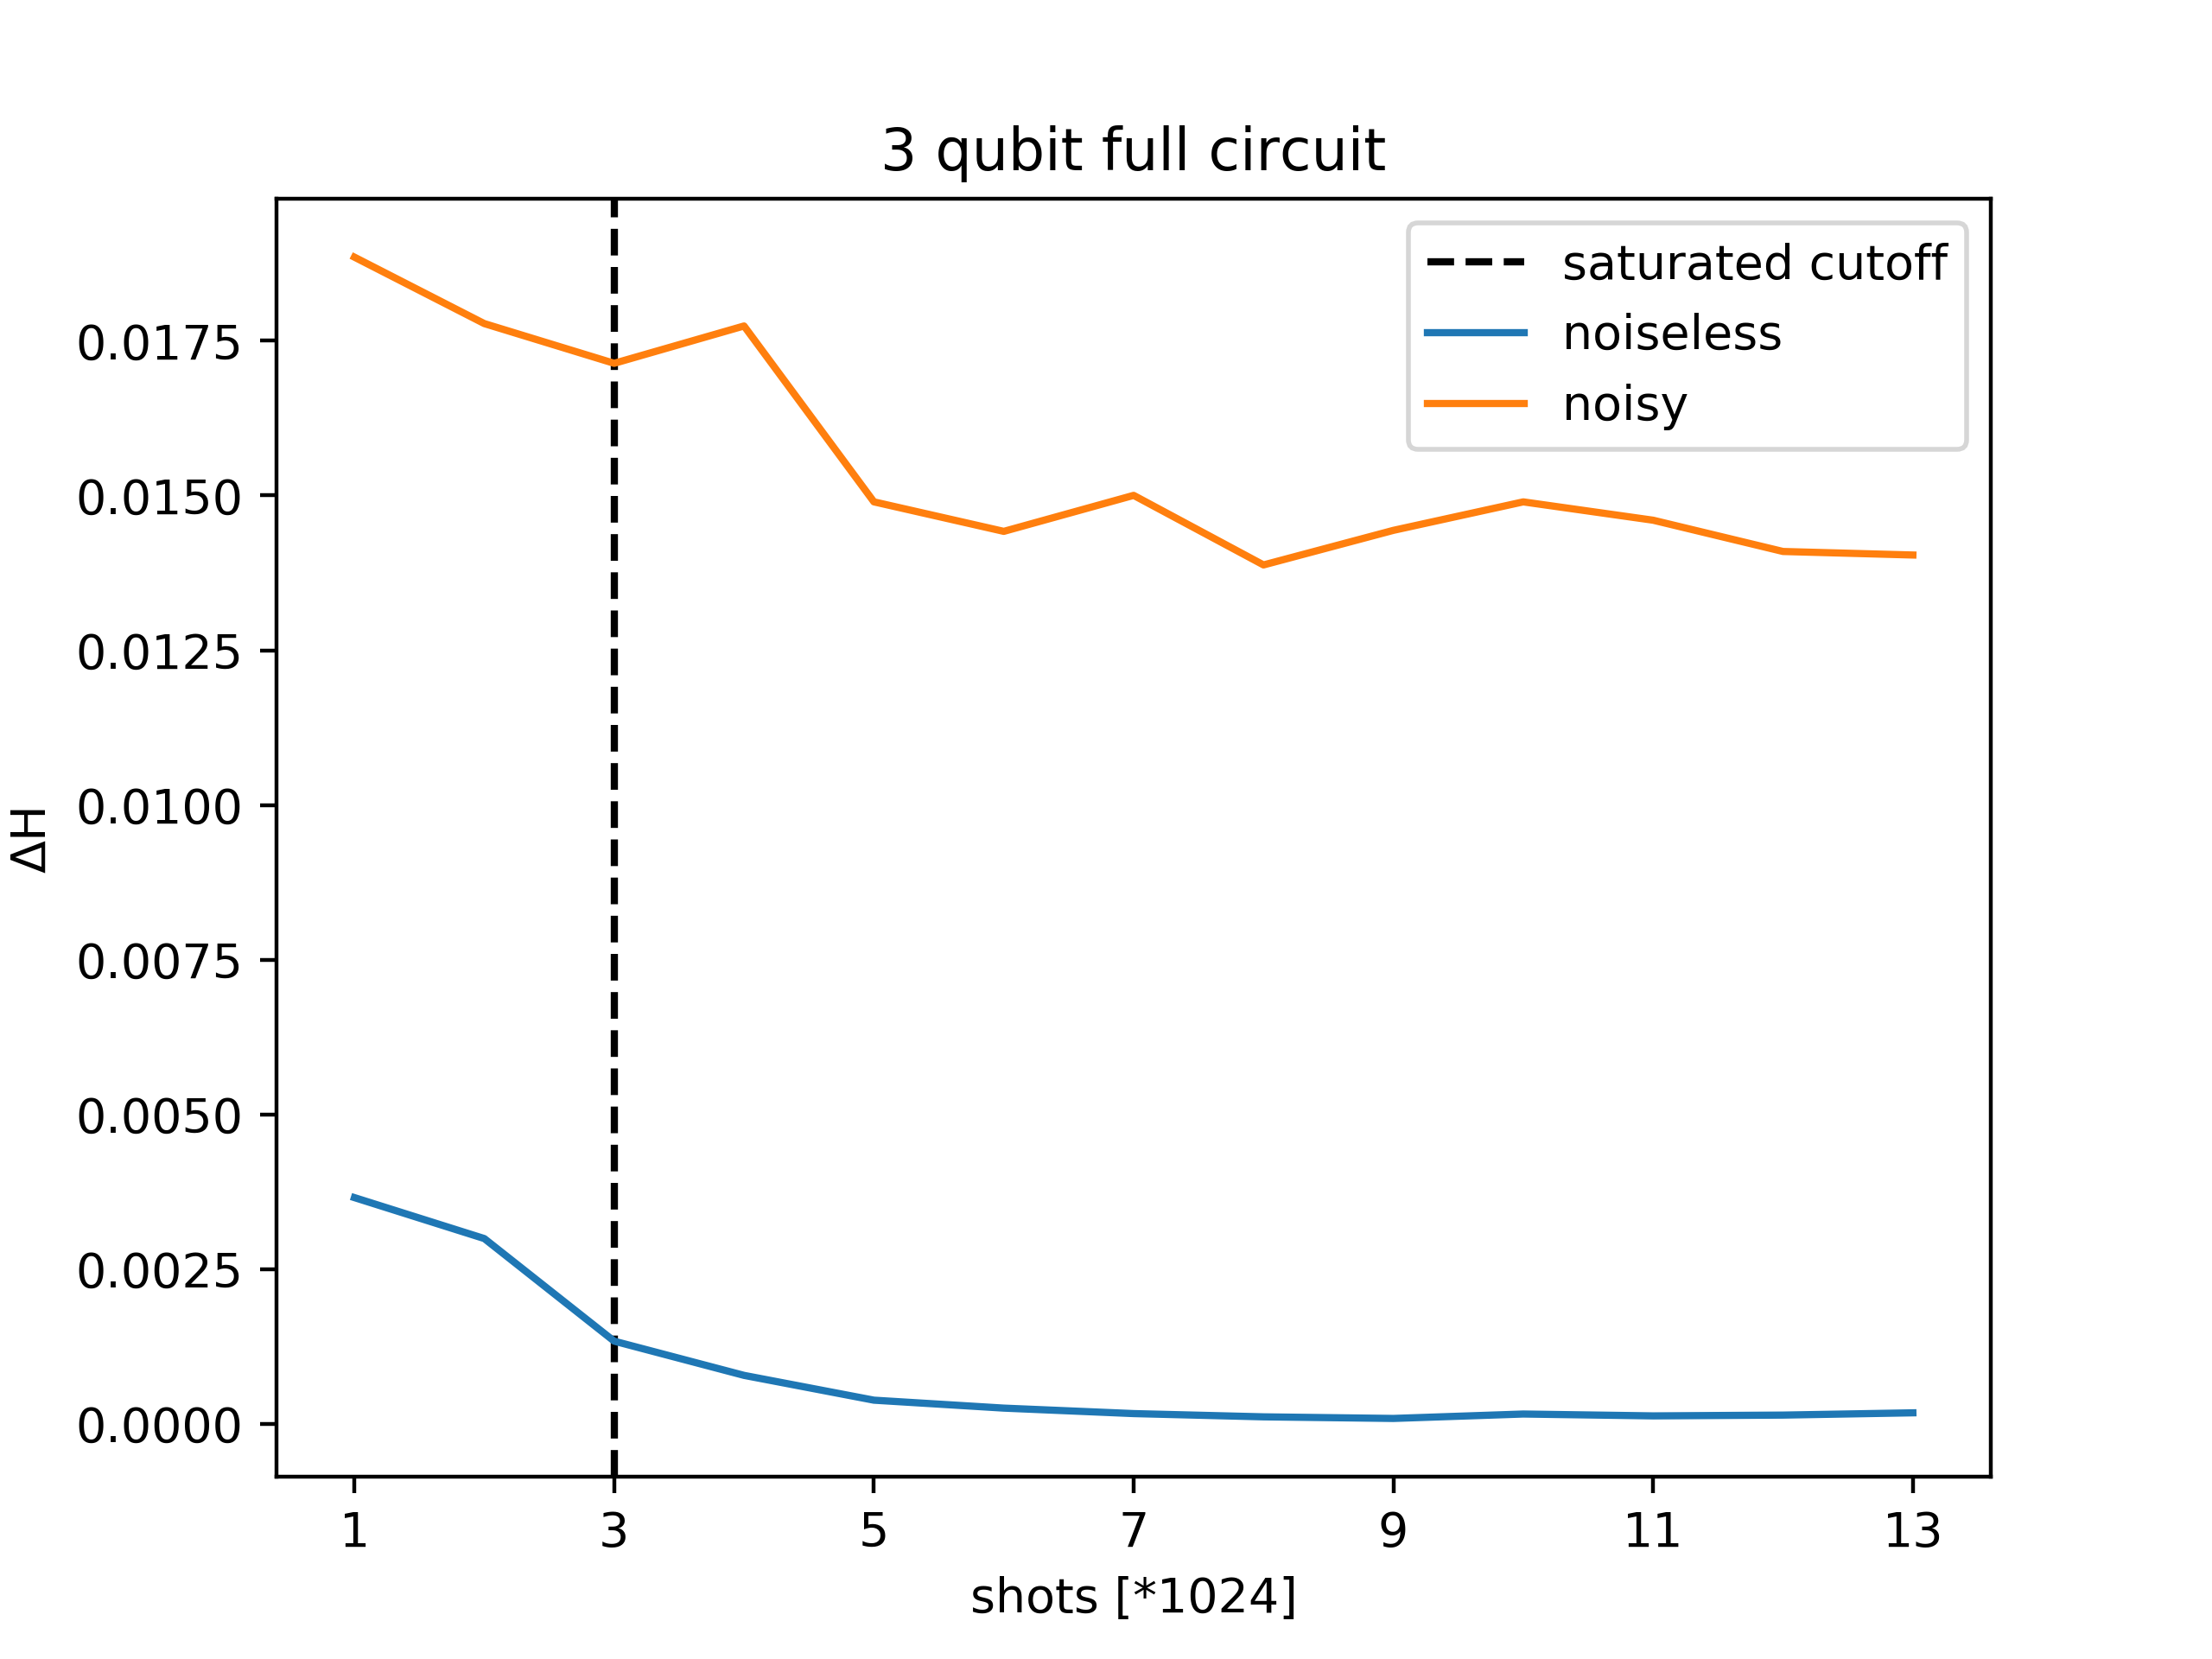 3 qubit full circuit
saturated cutoff
noiseless
noisy
0.0175
0.0150
0.0125
0.0100
0.0075
0.0050
0.0025
0.0000
ΔH
1 3 5 7 9 11 13
shots [*1024]